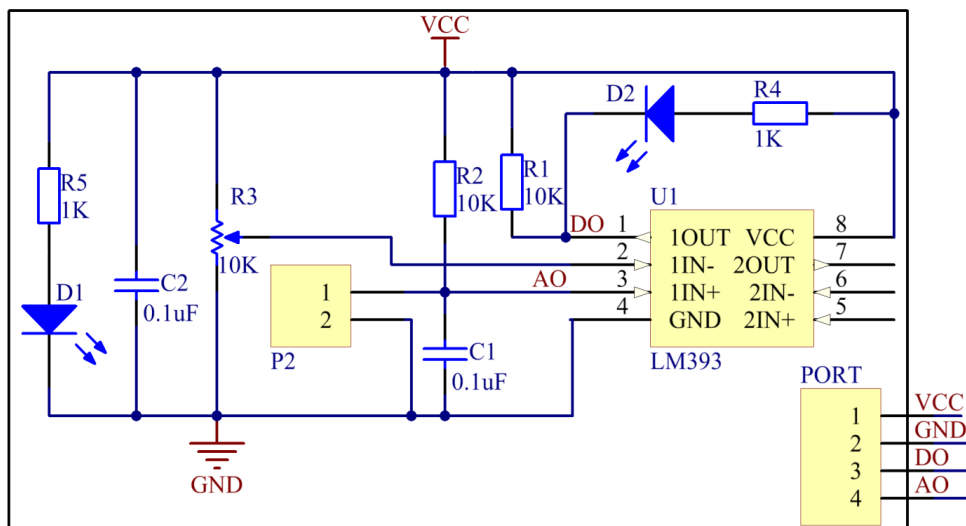 VCC
D2
R4
1K
R5
1K
R3
10K
R2
10K
R1
10K
U1
DO
1
1OUT
VCC
8
2
1IN-
2OUT
7
AO
3
1IN+
2IN-
6
4
GND
2IN+
5
LM393
D1
C2
0.1uF
1
2
P2
C1
0.1uF
GND
PORT
1
VCC
2
GND
3
DO
4
AO